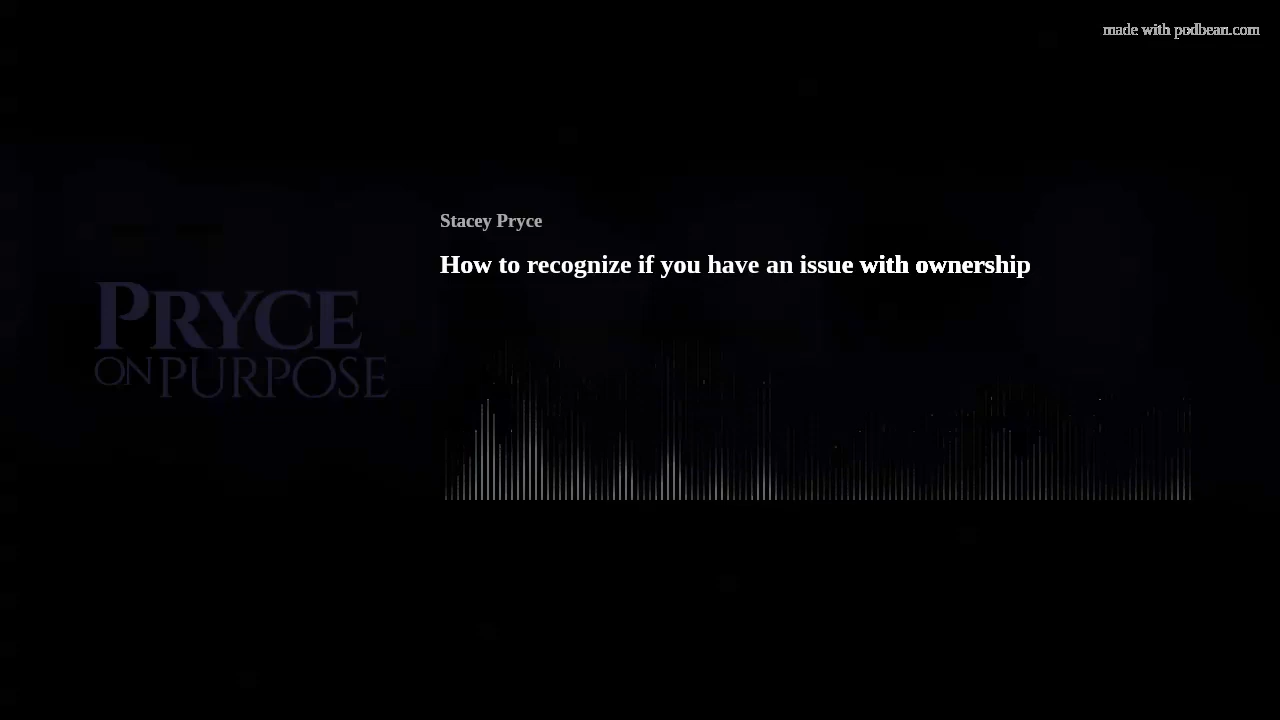 made with podbean.com
Stacey Pryce
How to recognize if you have an issue with ownership
PRYCE
ON PURPOSE